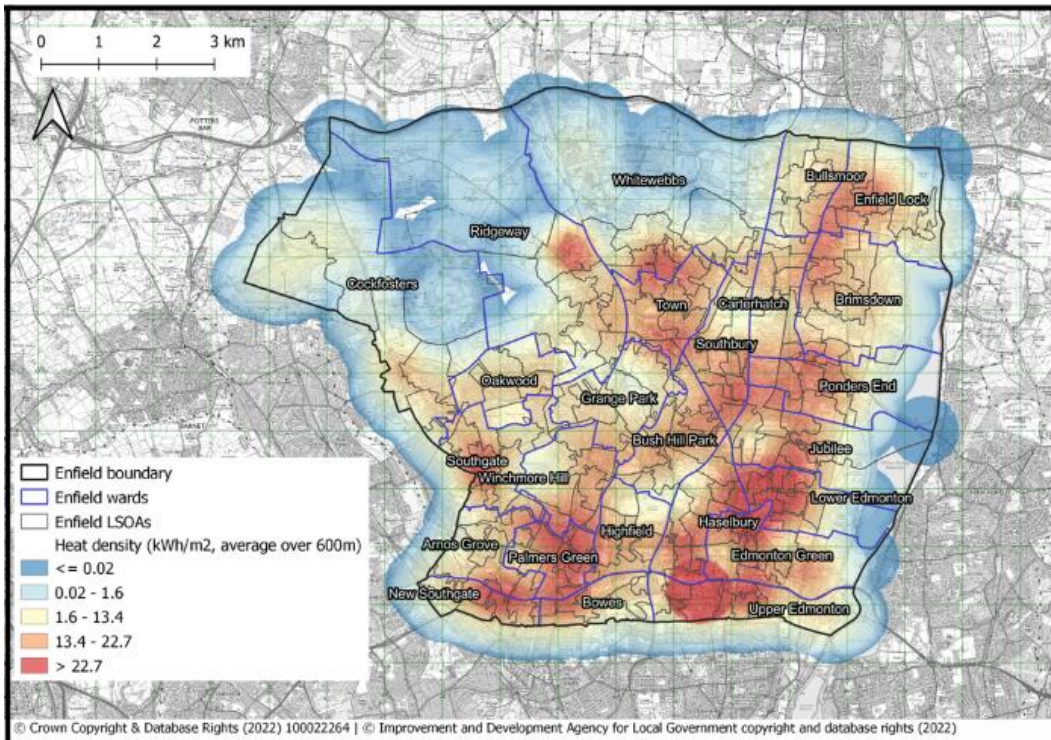 0 1 2 3 km
POTTERS
BAR
Bullsmoor
Whitewebbs
Enfield Lock
Ridgeway
Cockfosters
Town
Carterhatch
Brimsdown
Southbury
Oakwood
Ponders End
Grange Park
BARNET
Bush Hill Park
Jubilee
Southgate
Winchmore Hill
Lower Edmonton
Haselbury
Highfield
Amos Grove
Palmers Green
Edmonton Green
New Southgate
Bowes
Upper Edmonton
Enfield boundary
Enfield wards
Enfield LSOAs
Heat density (kWh/m2, average over 600m)
<= 0.02
0.02 - 1.6
1.6 - 13.4
13.4 - 22.7
> 22.7
© Crown Copyright & Database Rights (2022) 100022264 | © Improvement and Development Agency for Local Government copyright and database rights (2022)